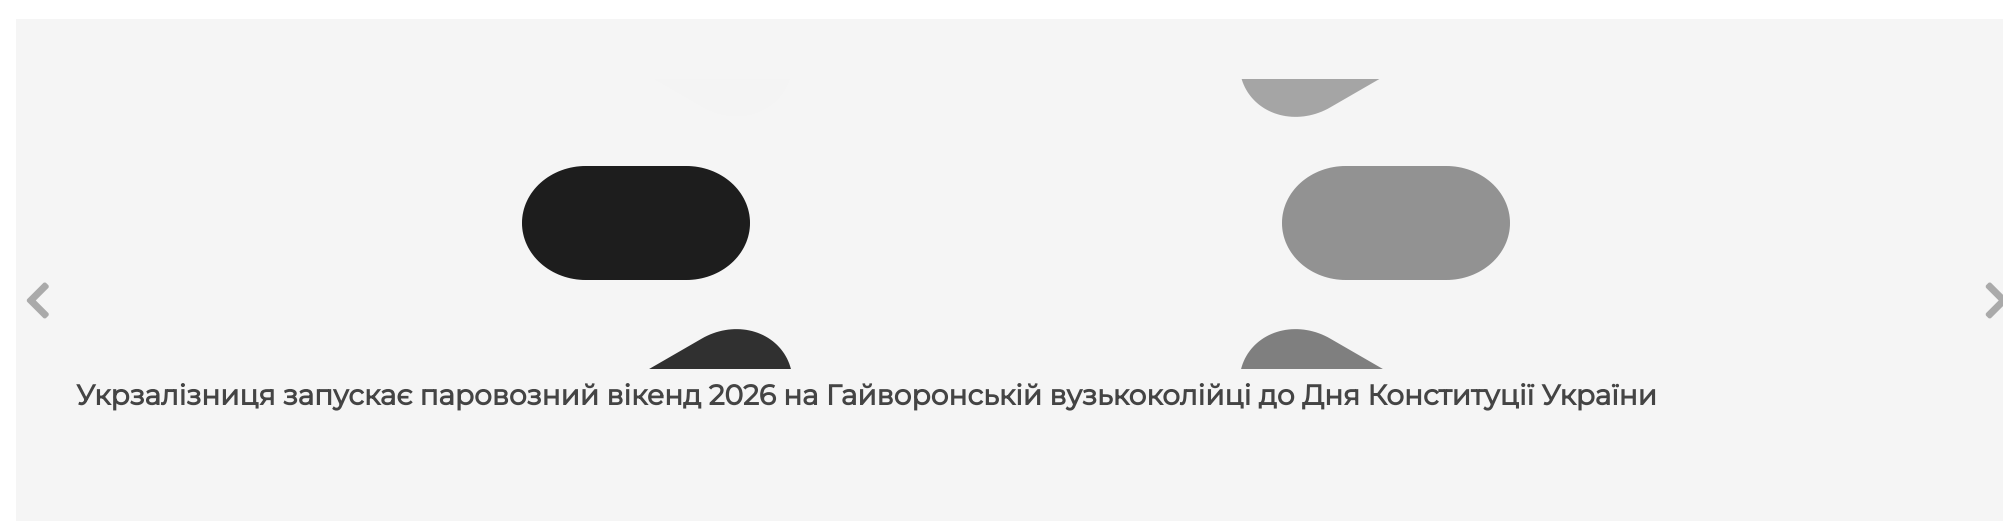 Укрзалізниця запускає паровозний вікенд 2026 на Гайворонській вузькоколійці до Дня Конституції України